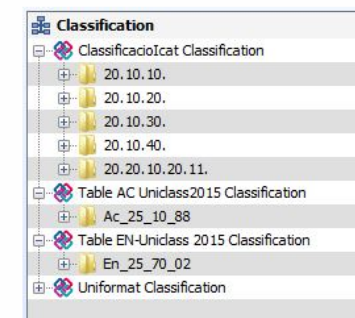 Classification
ClassificacioIcat Classification
20.10.10.
20.10.20.
20.10.30.
20.10.40.
20.20.10.20.11.
Table AC Uniclass2015 Classification
Ac_25_10_88
Table EN-Uniclass 2015 Classification
En_25_70_02
Uniformat Classification